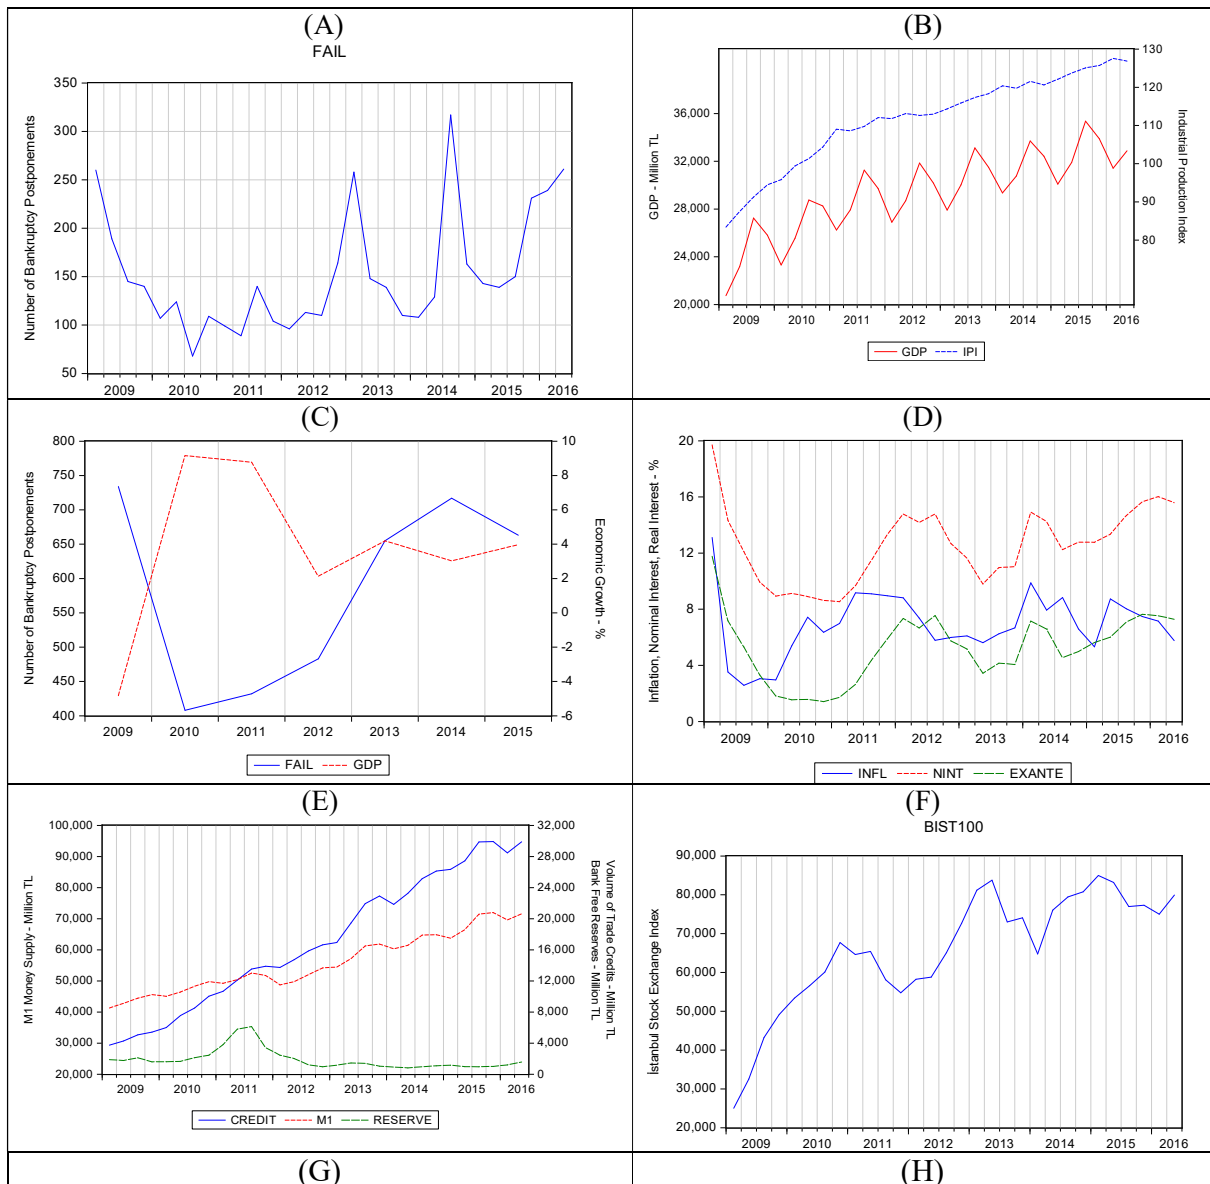 (A)
FAIL
Number of Bankruptcy Postponements
350
300
250
200
150
100
50
2009 2010 2011 2012 2013 2014 2015 2016
(B)
GDP - Million TL
36,000
32,000
28,000
24,000
20,000
130
120
110
100
90
80
Industrial Production Index
2009 2010 2011 2012 2013 2014 2015 2016
GDP IPI
(C)
Number of Bankruptcy Postponements
800
750
700
650
600
550
500
450
400
10
8
6
4
2
0
-2
-4
-6
Economic Growth - %
2009 2010 2011 2012 2013 2014 2015
FAIL GDP
(D)
Inflation, Nominal Interest, Real Interest - %
20
16
12
8
4
0
2009 2010 2011 2012 2013 2014 2015 2016
INFL NINT EXANTE
(E)
M1 Money Supply - Million TL
100,000
90,000
80,000
70,000
60,000
50,000
40,000
30,000
20,000
32,000
28,000
24,000
20,000
16,000
12,000
8,000
4,000
0
Volume of Trade Credits - Million TL
Bank Free Reserves - Million TL
2009 2010 2011 2012 2013 2014 2015 2016
CREDIT M1 RESERVE
(F)
BIST100
İstanbul Stock Exchange Index
90,000
80,000
70,000
60,000
50,000
40,000
30,000
20,000
2009 2010 2011 2012 2013 2014 2015 2016
(G)
(H)